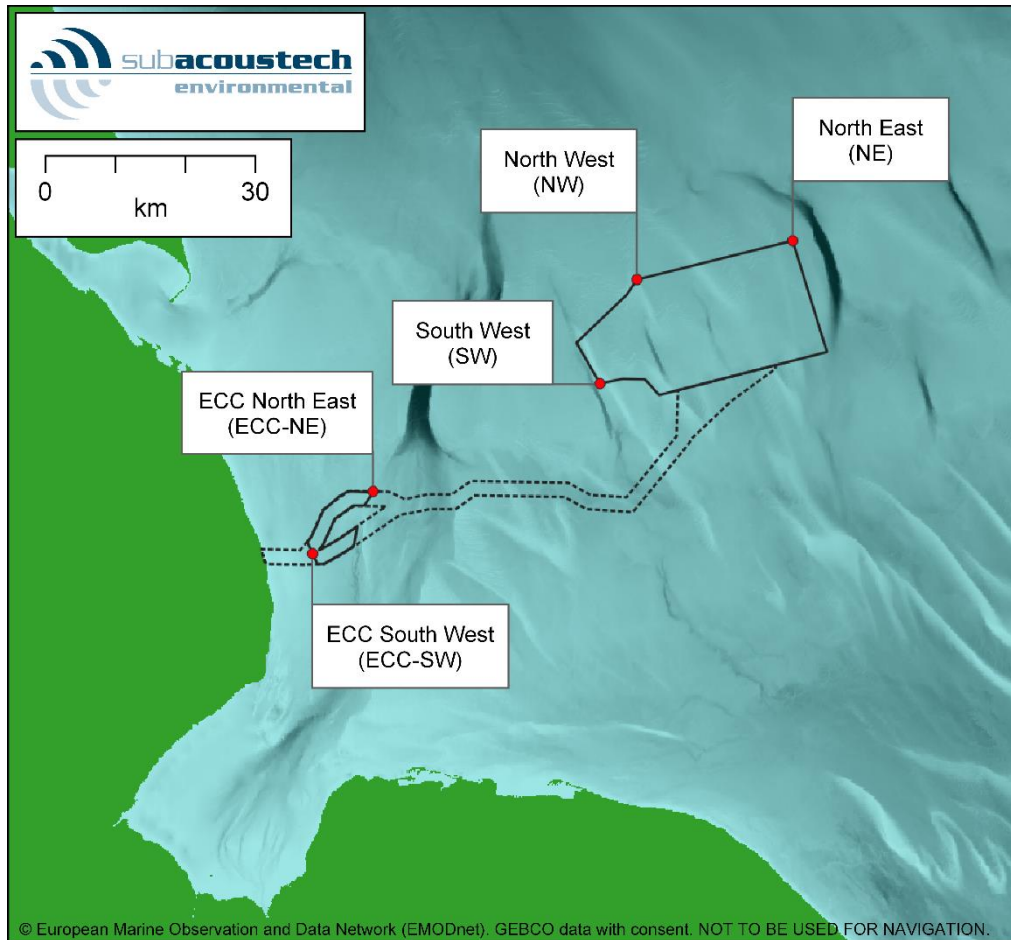 subacoustech
environmental
0 30
km
North East
(NE)
North West
(NW)
South West
(SW)
ECC North East
(ECC-NE)
ECC South West
(ECC-SW)
© European Marine Observation and Data Network (EMODnet). GEBCO data with consent. NOT TO BE USED FOR NAVIGATION.